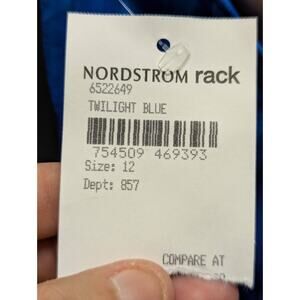 NORDSTROM rack
6522649
TWILIGHT BLUE
754509 469393
Size: 12
Dept: 857
COMPARE AT